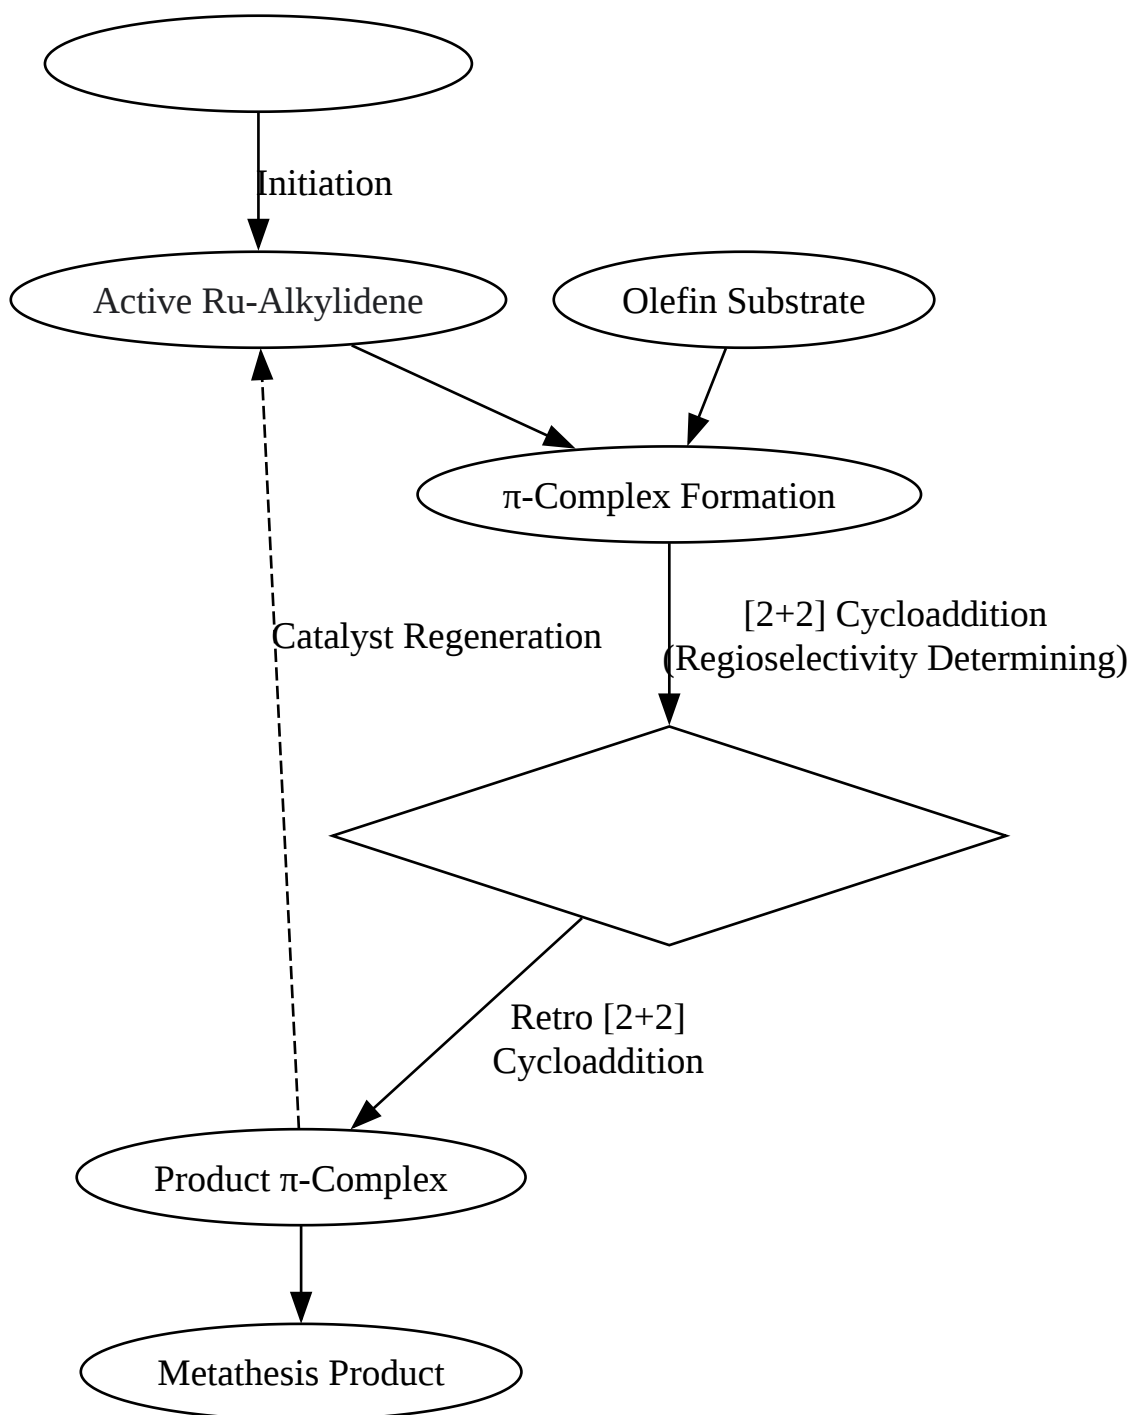 Initiation
Active Ru-Alkylidene
Olefin Substrate
π-Complex Formation
[2+2] Cycloaddition
(Regioselectivity Determining)
Catalyst Regeneration
Retro [2+2]
Cycloaddition
Product π-Complex
Metathesis Product